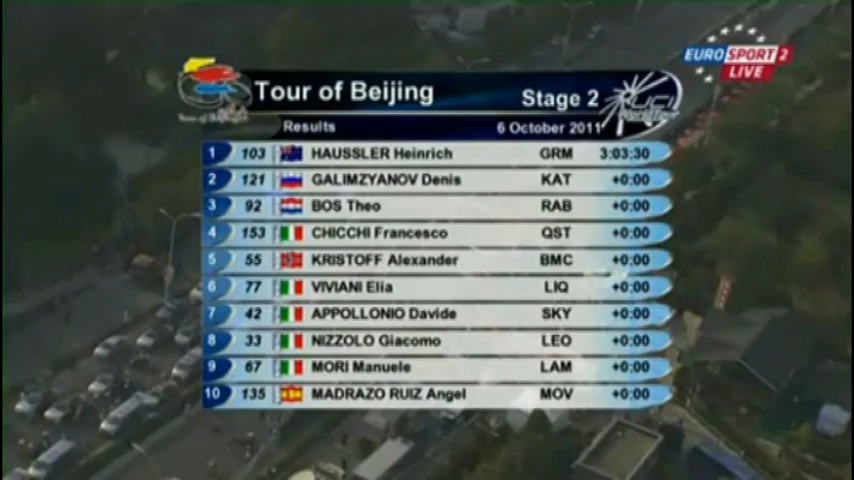 EUROSPORT 2
LIVE
Tour of Beijing
Stage 2
Results
6 October 2011
1 103 HAUSSLER Heinrich GRM 3:03:30
2 121 GALIMZYANOV Denis KAT +0:00
3 92 BOS Theo RAB +0:00
4 153 CHICCHI Francesco QST +0:00
5 55 KRISTOFF Alexander BMC +0:00
6 77 VIVIANI Elia LIQ +0:00
7 42 APPOLLONIO Davide SKY +0:00
8 33 NIZZOLO Giacomo LEO +0:00
9 67 MORI Manuele LAM +0:00
10 135 MADRAZO RUIZ Angel MOV +0:00